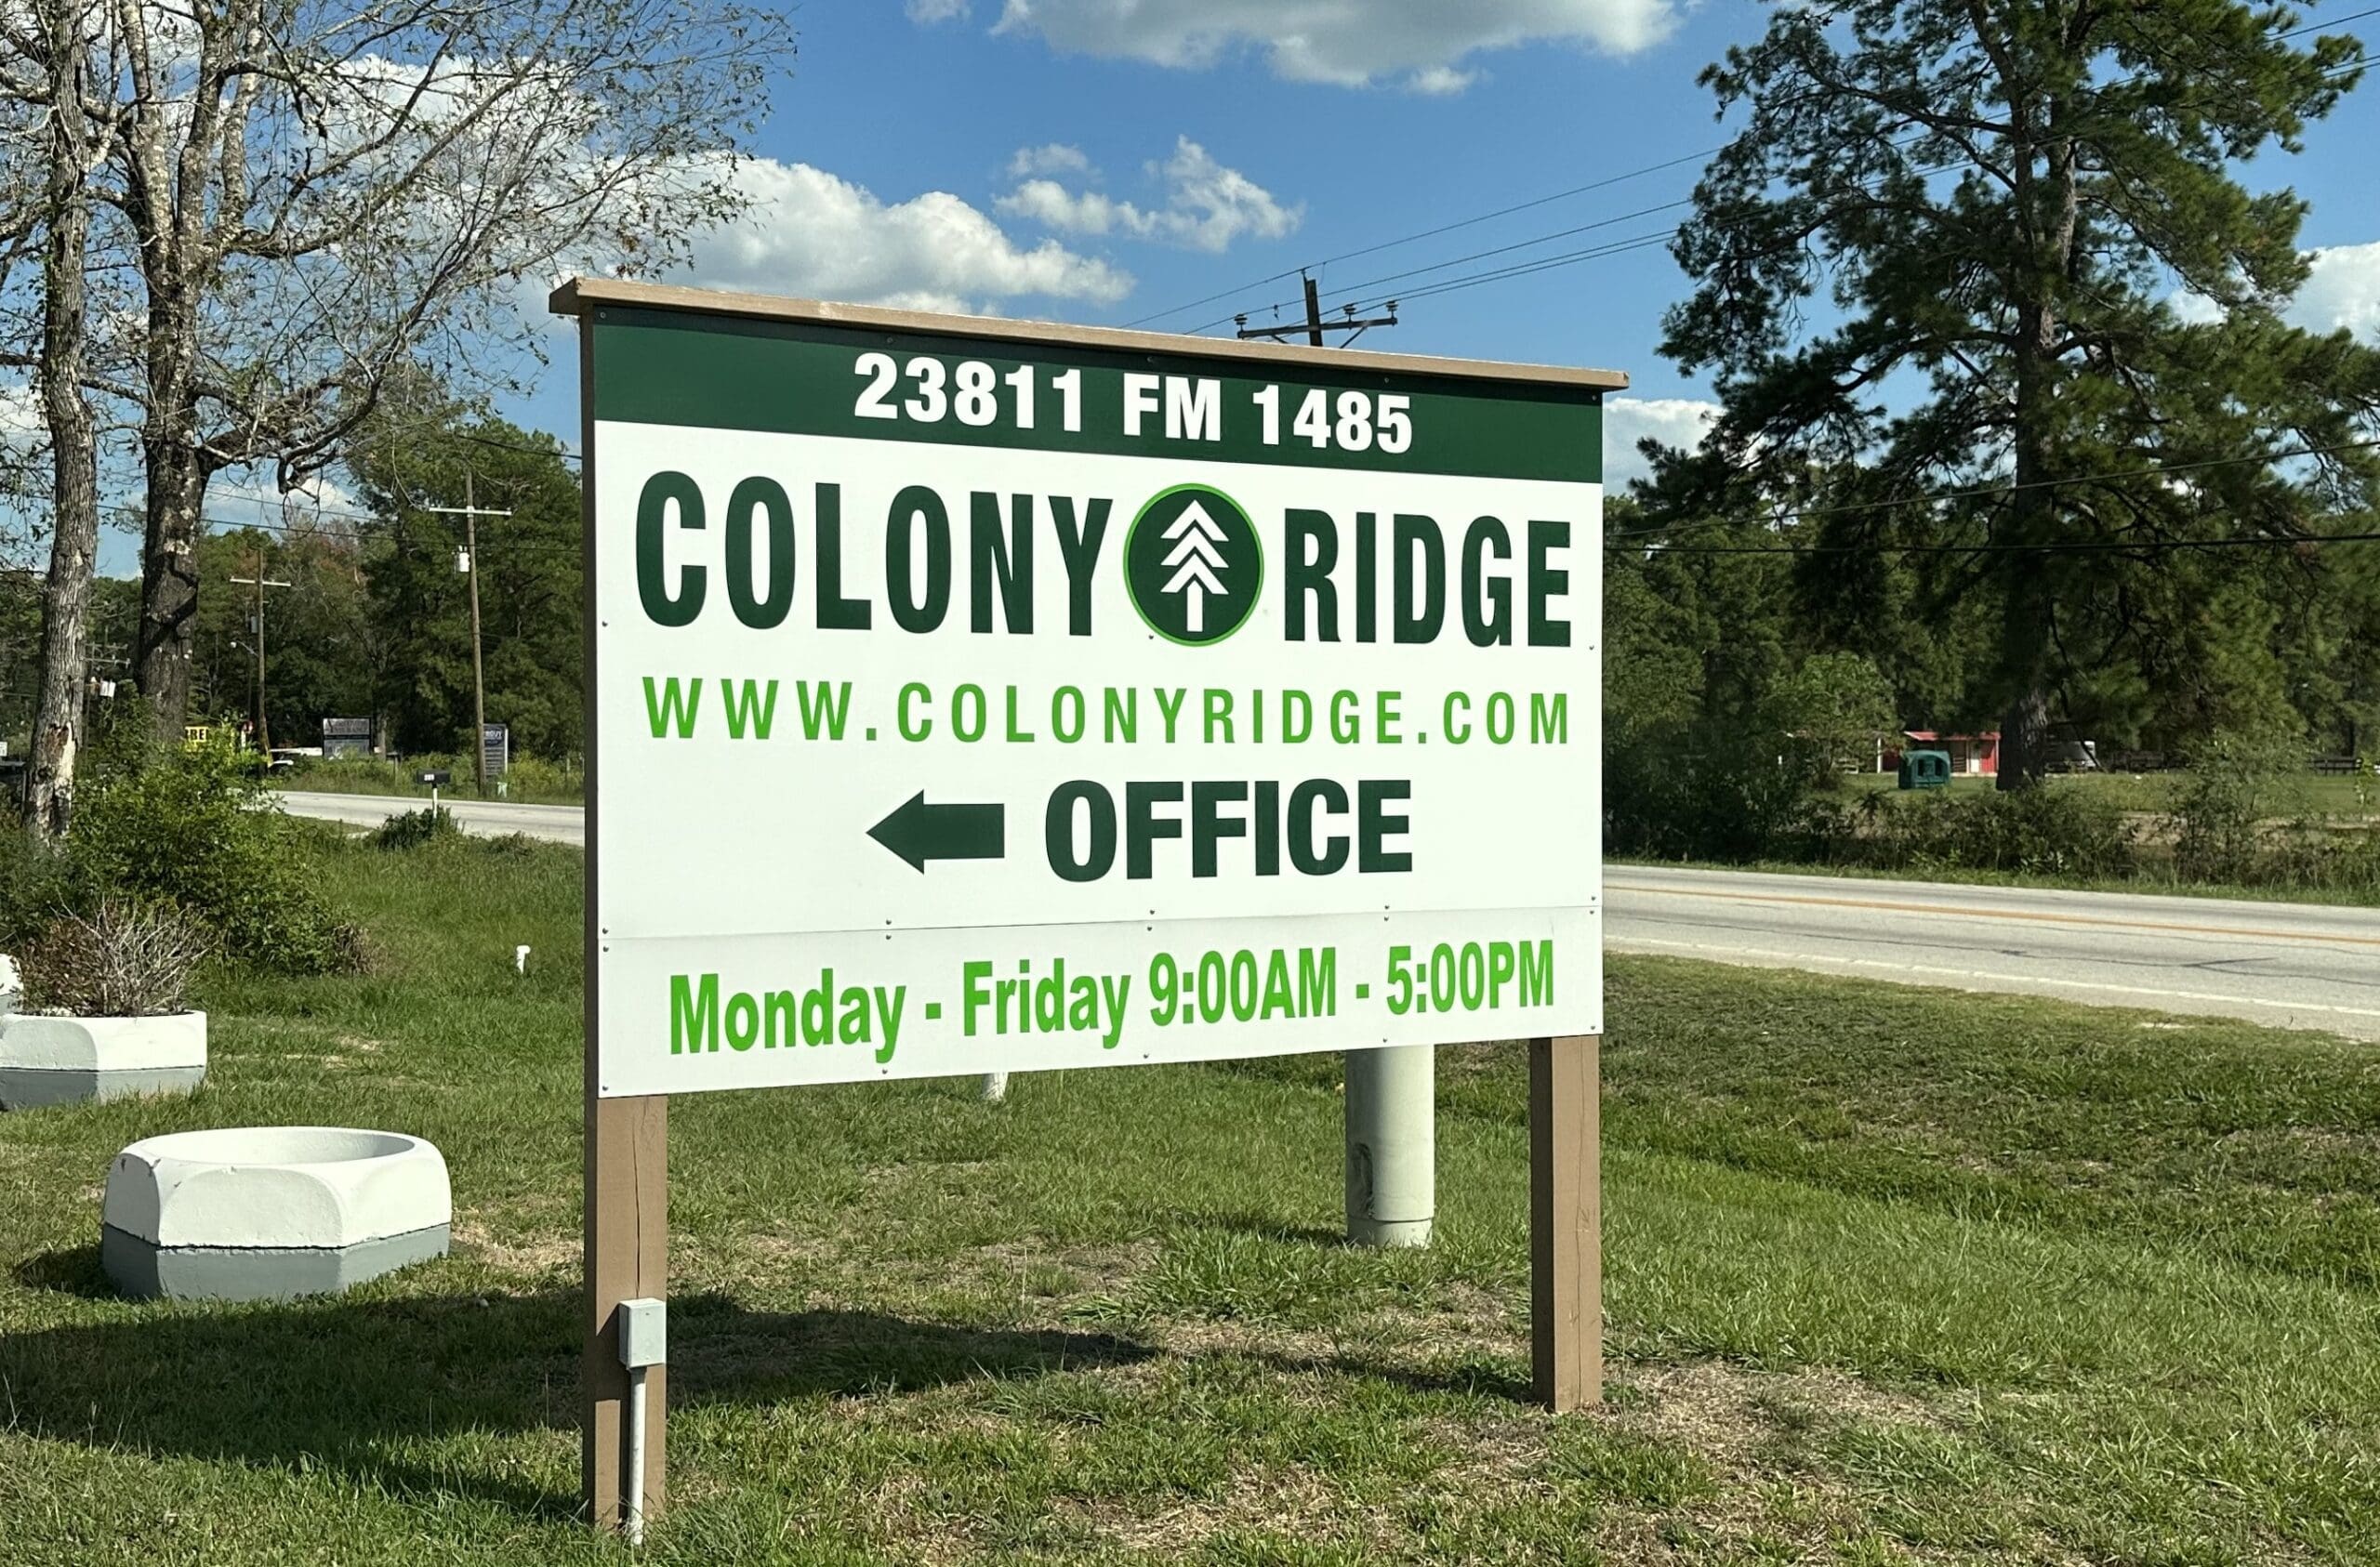 23811 FM 1485
COLONY RIDGE
WWW.COLONYRIDGE.COM
OFFICE
Monday - Friday 9:00AM - 5:00PM